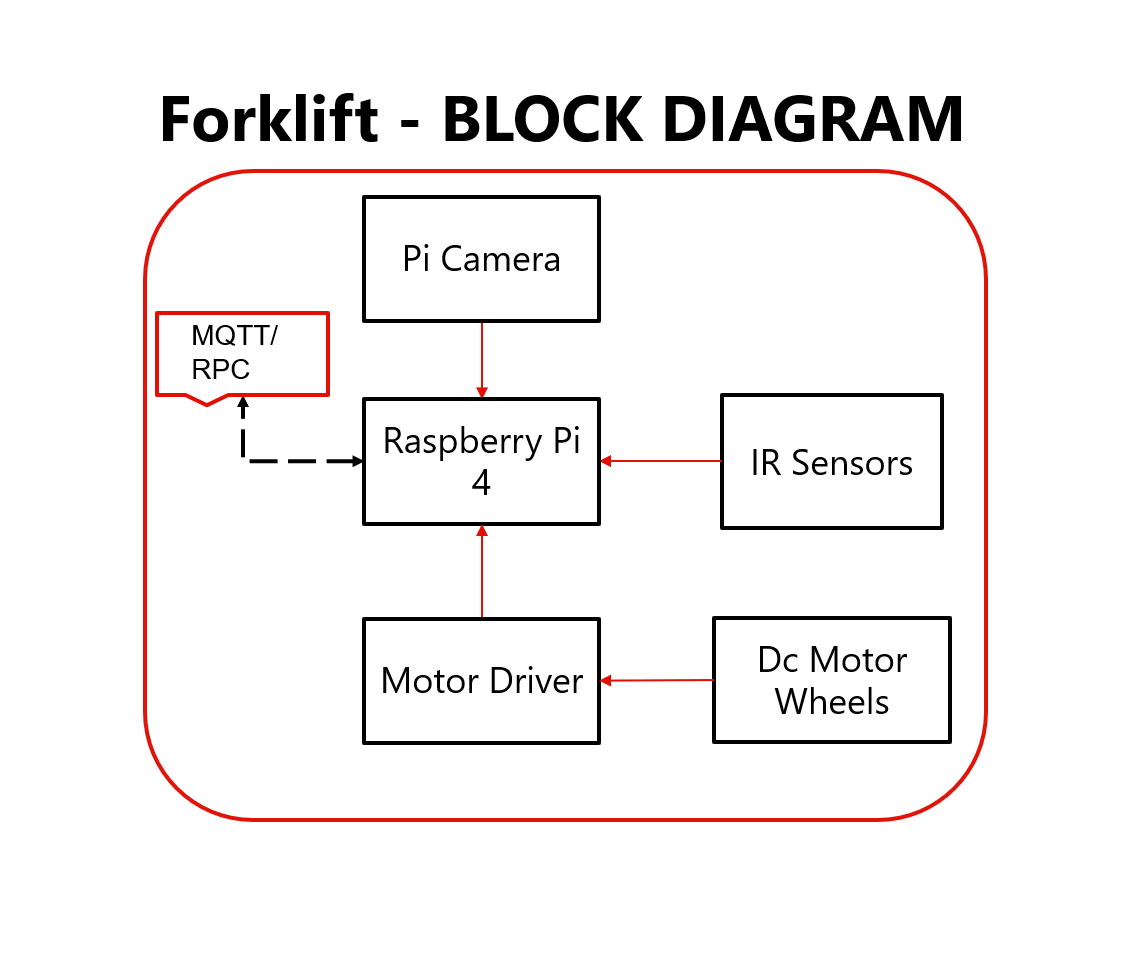 Forklift - BLOCK DIAGRAM
Pi Camera
MQTT/
RPC
Raspberry Pi
4
IR Sensors
Motor Driver
Dc Motor
Wheels